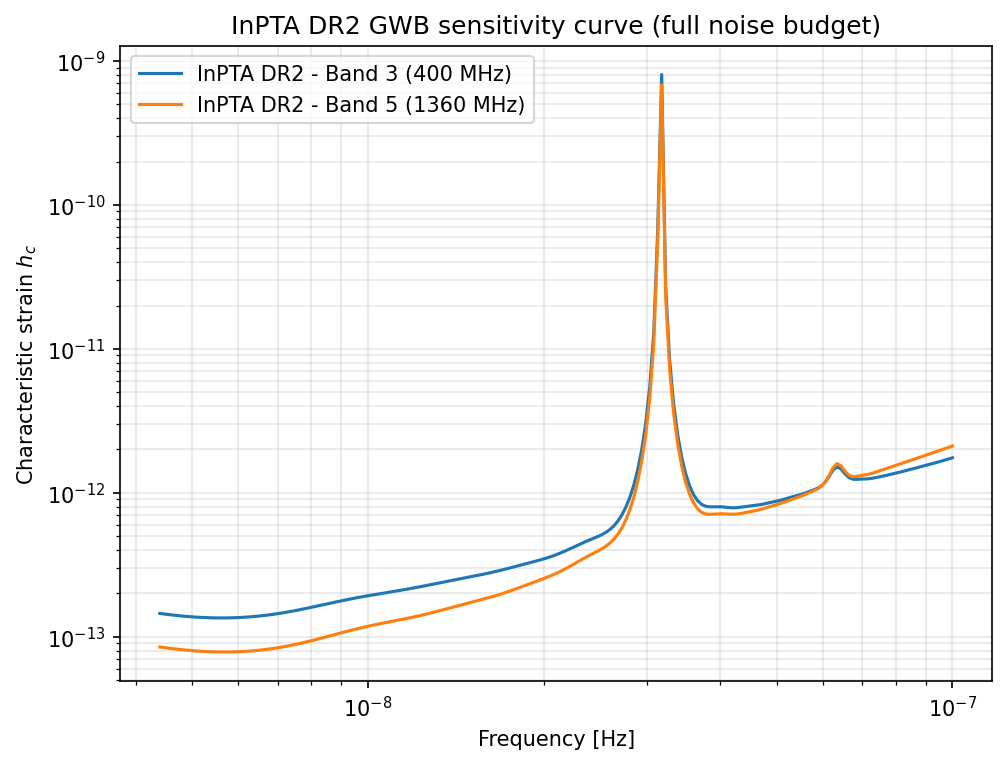 InPTA DR2 GWB sensitivity curve (full noise budget)
InPTA DR2 - Band 3 (400 MHz)
InPTA DR2 - Band 5 (1360 MHz)
Characteristic strain $h_c$
10⁻⁹
10⁻¹⁰
10⁻¹¹
10⁻¹²
10⁻¹³
10⁻⁸
10⁻⁷
Frequency [Hz]